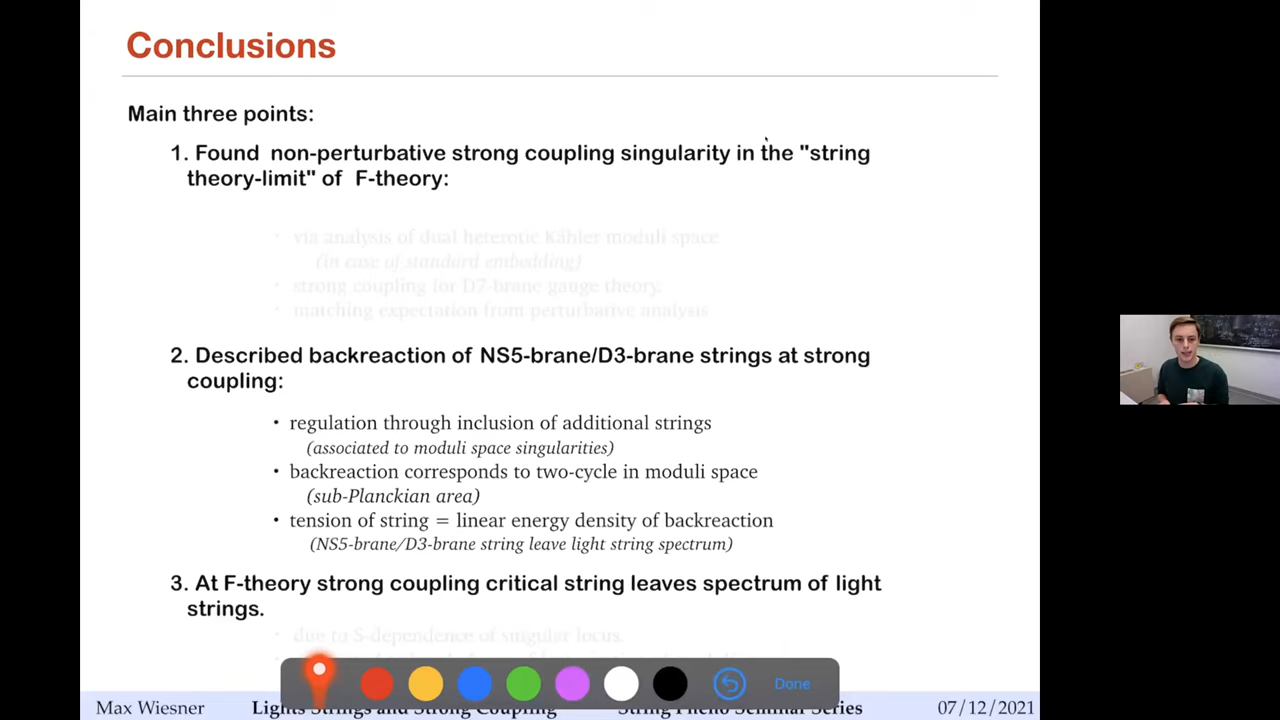 Conclusions
Main three points:
1. Found non-perturbative strong coupling singularity in the "string
theory-limit" of F-theory:
· via analysis of dual heterotic Kähler moduli space
(in case of standard embedding)
· strong coupling for D7-brane gauge theory.
· matching expectation from perturbative analysis
2. Described backreaction of NS5-brane/D3-brane strings at strong
coupling:
• regulation through inclusion of additional strings
(associated to moduli space singularities)
• backreaction corresponds to two-cycle in moduli space
(sub-Planckian area)
• tension of string = linear energy density of backreaction
(NS5-brane/D3-brane string leave light string spectrum)
3. At F-theory strong coupling critical string leaves spectrum of light
strings.
· due to S-dependence of singular locus.
Done
Max Wiesner Lights Strings and Strong Coupling String Pheno Seminar Series 07/12/2021